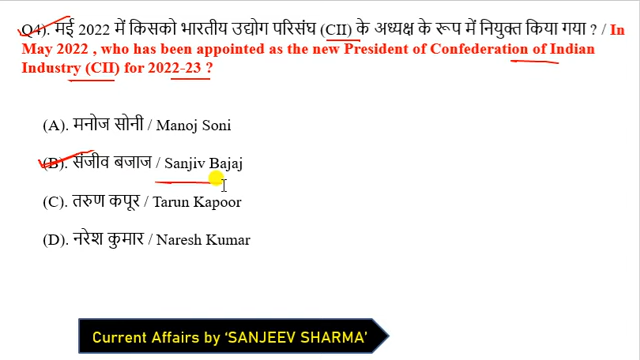 Q4). मई 2022 में किसको भारतीय उद्योग परिसंघ (CII) के अध्यक्ष के रूप में नियुक्त किया गया ? / In
May 2022 , who has been appointed as the new President of Confederation of Indian
Industry (CII) for 2022-23 ?
(A). मनोज सोनी / Manoj Soni
(B). संजीव बजाज / Sanjiv Bajaj
(C). तरुण कपूर / Tarun Kapoor
(D). नरेश कुमार / Naresh Kumar
Current Affairs by ‘SANJEEV SHARMA’